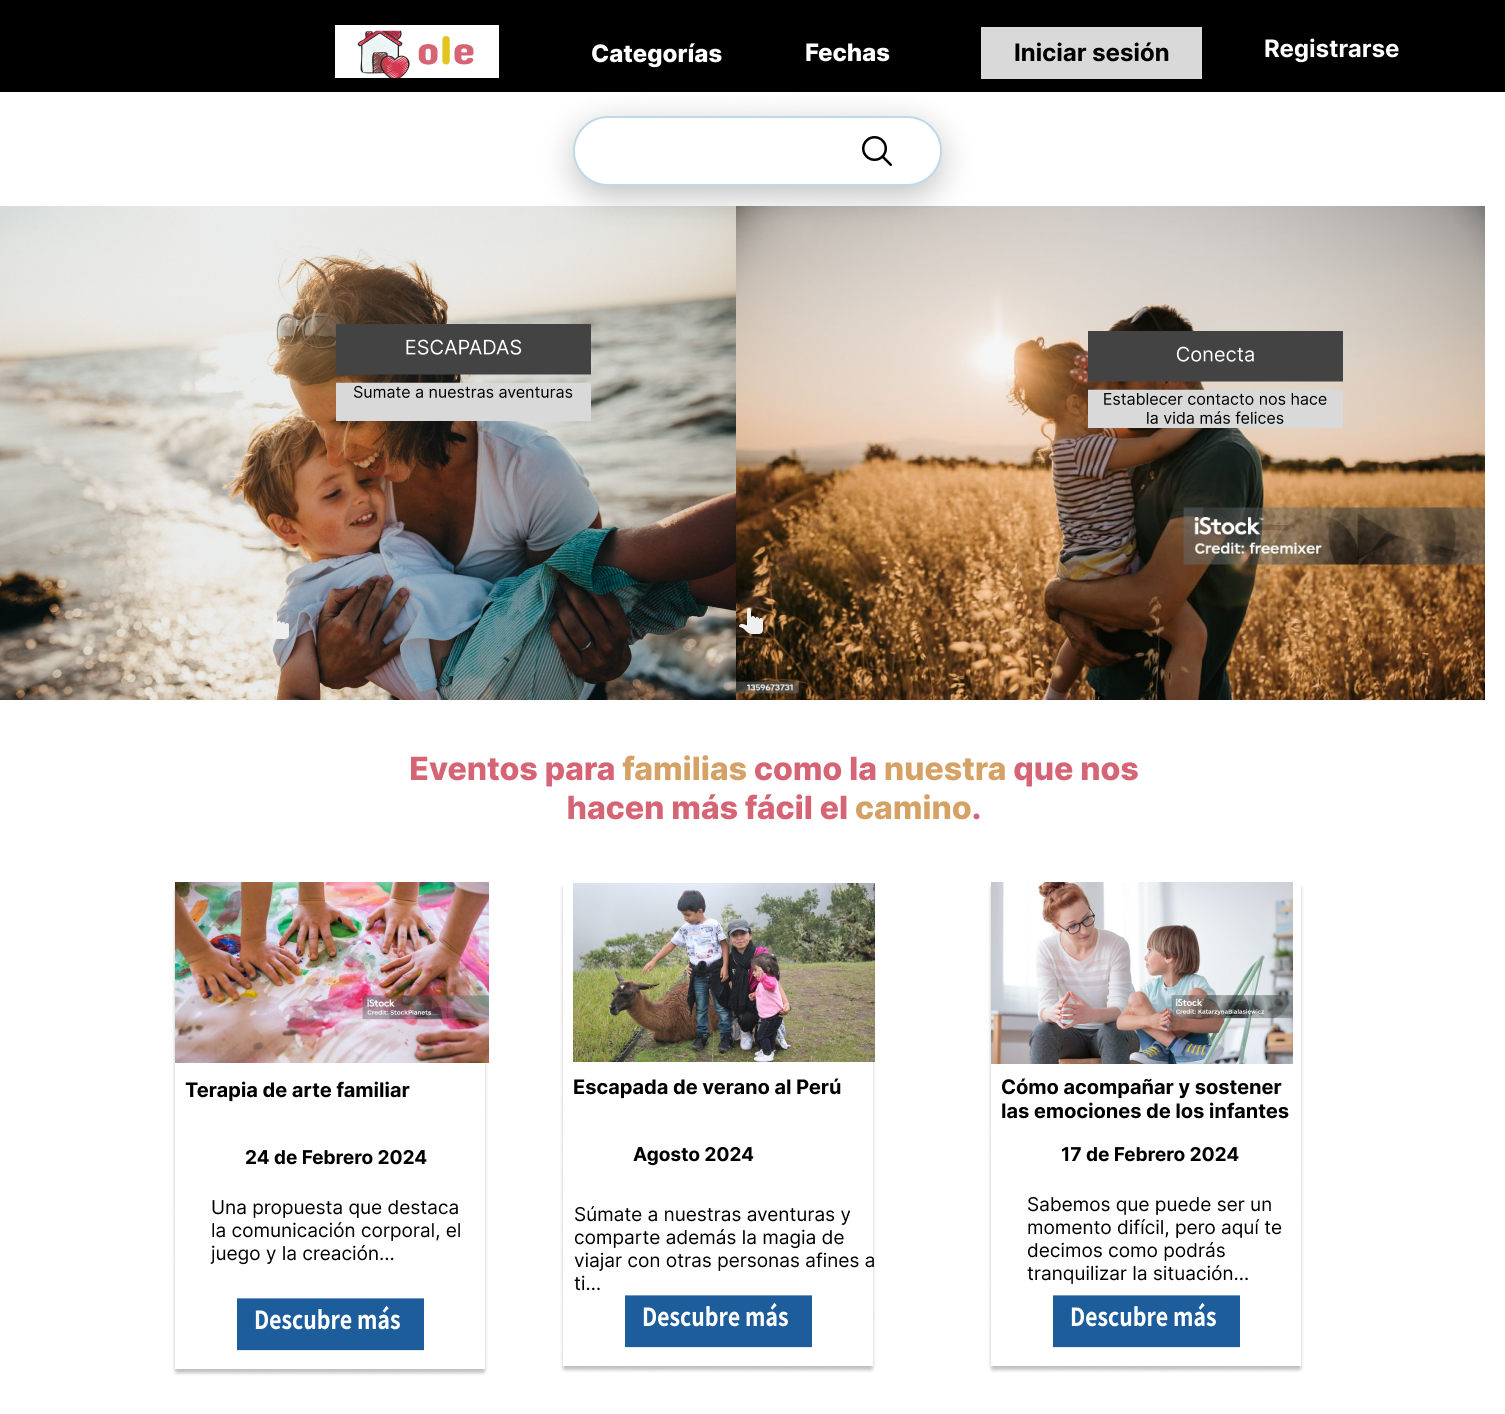 ole
Categorías
Fechas
Iniciar sesión
Registrarse
ESCAPADAS
Sumate a nuestras aventuras
Conecta
Establecer contacto nos hace
la vida más felices
iStock
Credit: freemixer
1359673731
Eventos para familias como la nuestra que nos
hacen más fácil el camino.
iStock
Credit: StockPlanets
Terapia de arte familiar
24 de Febrero 2024
Una propuesta que destaca
la comunicación corporal, el
juego y la creación...
Descubre más
Escapada de verano al Perú
Agosto 2024
Súmate a nuestras aventuras y
comparte además la magia de
viajar con otras personas afines a
ti...
Descubre más
iStock
Credit: KatarzynaBialasiewicz
Cómo acompañar y sostener
las emociones de los infantes
17 de Febrero 2024
Sabemos que puede ser un
momento difícil, pero aquí te
decimos como podrás
tranquilizar la situación...
Descubre más